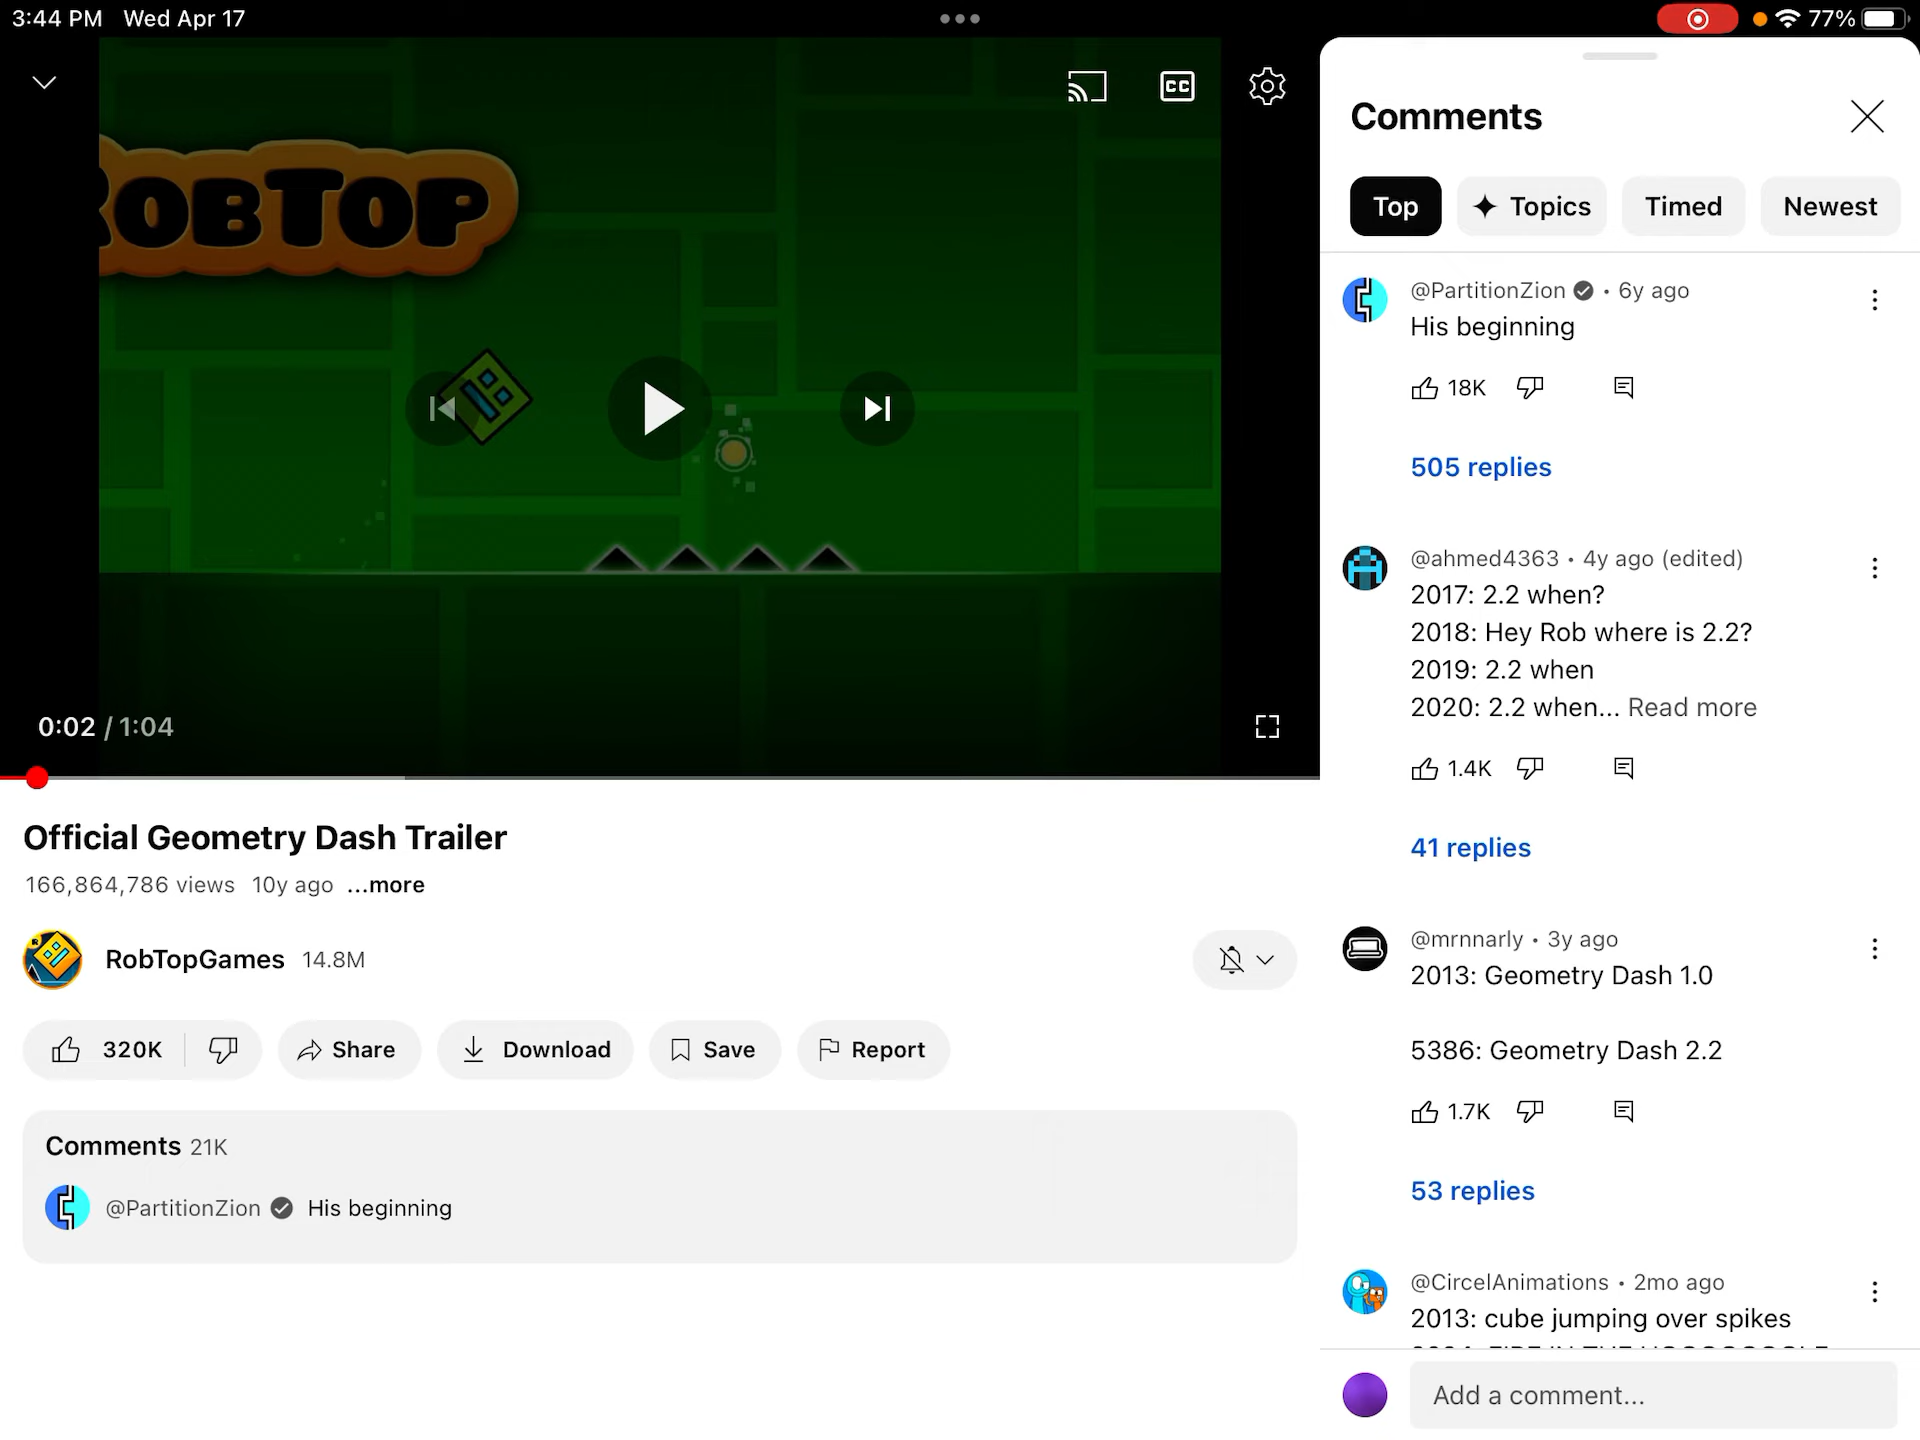 3:44 PM Wed Apr 17
77%
ROBTOP
CC
0:02 / 1:04
Official Geometry Dash Trailer
166,864,786 views 10y ago ...more
RobTopGames 14.8M
320K
Share
Download
Save
Report
Comments 21K
@PartitionZion His beginning
Comments
Top
Topics
Timed
Newest
@PartitionZion • 6y ago
His beginning
18K
505 replies
@ahmed4363 • 4y ago (edited)
2017: 2.2 when?
2018: Hey Rob where is 2.2?
2019: 2.2 when
2020: 2.2 when... Read more
1.4K
41 replies
@mrnnarly • 3y ago
2013: Geometry Dash 1.0
5386: Geometry Dash 2.2
1.7K
53 replies
@CircelAnimations • 2mo ago
2013: cube jumping over spikes
Add a comment...